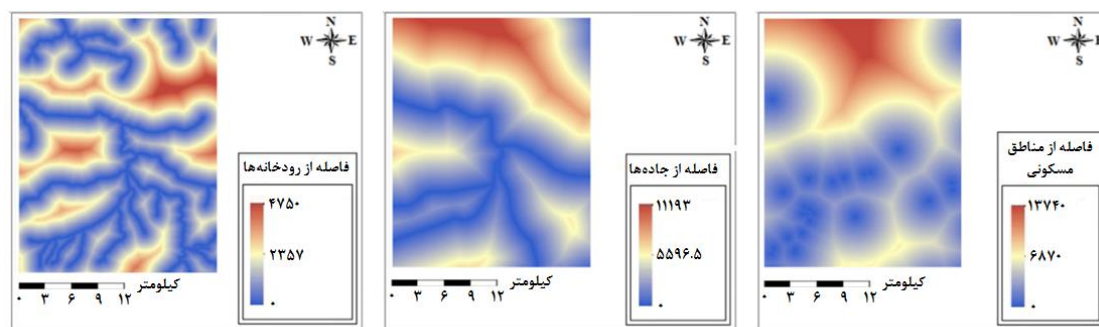 N
W E
S
فاصله از رودخانه‌ها
۴۷۵۰
۲۳۵۷
۰
کیلومتر
۰ ۳ ۶ ۹ ۱۲
N
W E
S
فاصله از جاده‌ها
۱۱۱۹۳
۵۵۹۶.۵
۰
کیلومتر
۰ ۳ ۶ ۹ ۱۲
N
W E
S
فاصله از مناطق
مسکونی
۱۳۷۴۰
۶۸۷۰
۰
کیلومتر
۰ ۳ ۶ ۹ ۱۲